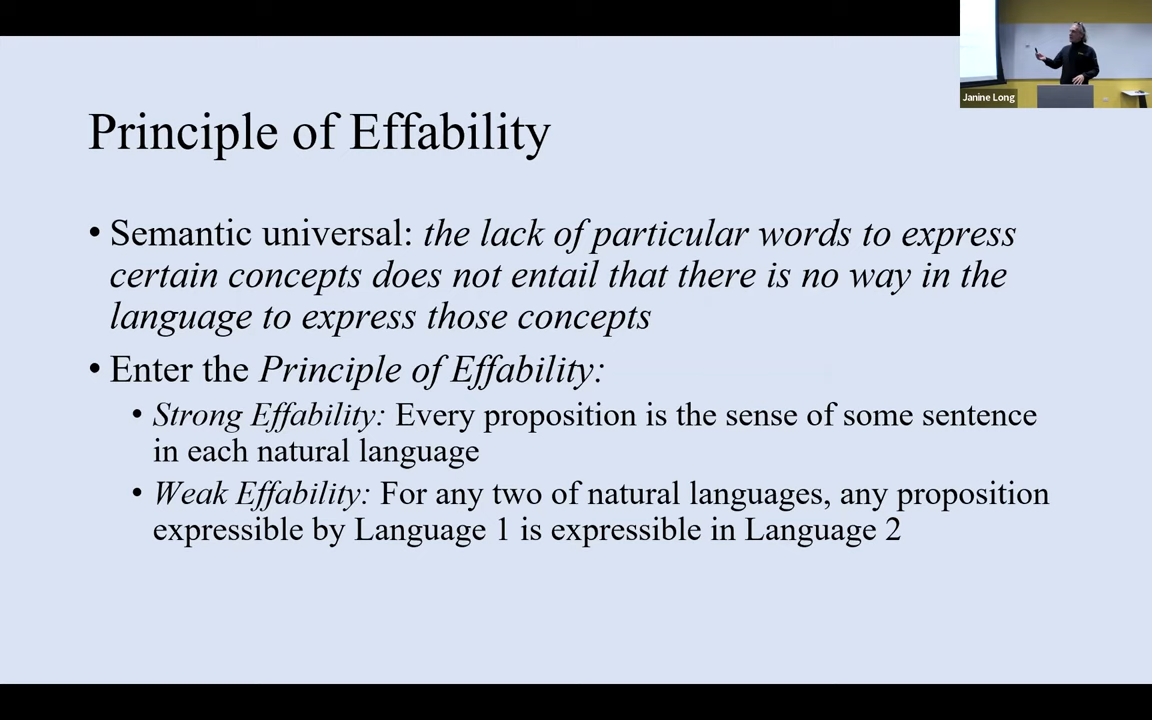 Janine Long
Principle of Effability
• Semantic universal: the lack of particular words to express
certain concepts does not entail that there is no way in the
language to express those concepts
• Enter the Principle of Effability:
• Strong Effability: Every proposition is the sense of some sentence
in each natural language
• Weak Effability: For any two of natural languages, any proposition
expressible by Language 1 is expressible in Language 2